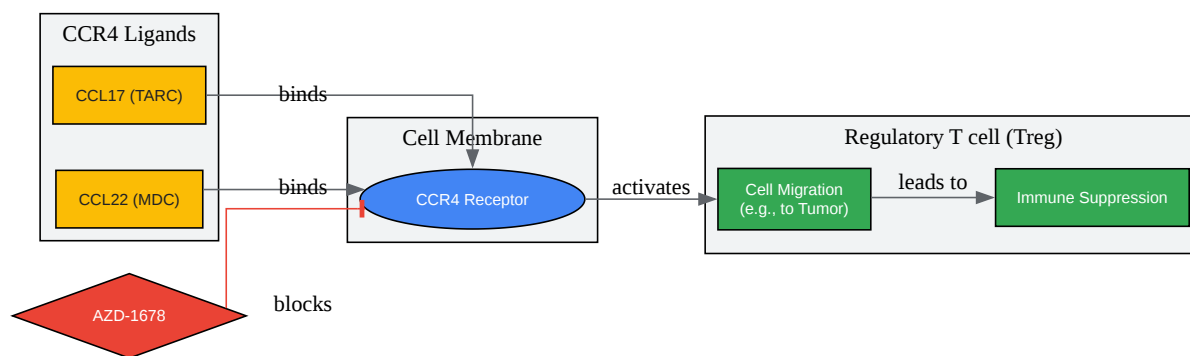 CCR4 Ligands
CCL17 (TARC)
binds
Cell Membrane
Regulatory T cell (Treg)
CCL22 (MDC)
binds
CCR4 Receptor
activates
Cell Migration
(e.g., to Tumor)
leads to
Immune Suppression
AZD-1678
blocks